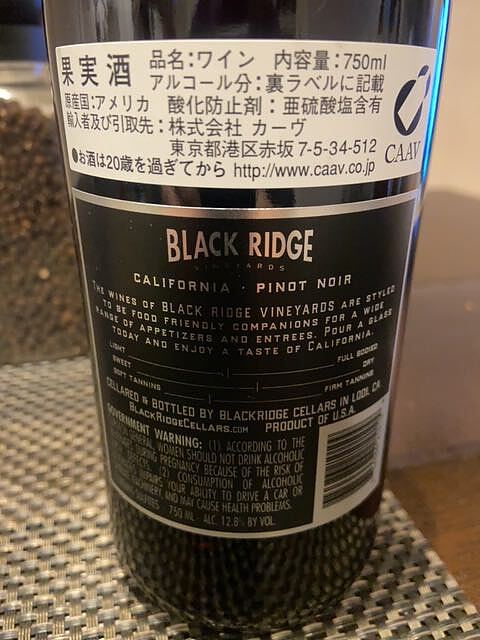 果実酒 品名:ワイン 内容量:750ml
アルコール分:裏ラベルに記載
原産国:アメリカ 酸化防止剤:亜硫酸塩含有
輸入者及び引取先:株式会社 カーヴ
東京都港区赤坂7-5-34-512
●お酒は20歳を過ぎてから http://www.caav.co.jp
CAAV
BLACK RIDGE
VINEYARDS
CALIFORNIA · PINOT NOIR
THE WINES OF BLACK RIDGE VINEYARDS ARE STYLED
TO BE FOOD FRIENDLY COMPANIONS FOR A WIDE
RANGE OF APPETIZERS AND ENTREES. POUR A GLASS
TODAY AND ENJOY A TASTE OF CALIFORNIA.
LIGHT FULL BODIED
SWEET DRY
SOFT TANNINS FIRM TANNINS
CELLARED & BOTTLED BY BLACKRIDGE CELLARS IN LODI, CA
BLACKRIDGECELLARS.COM PRODUCT OF U.S.A.
GOVERNMENT WARNING: (1) ACCORDING TO THE
GENERAL, WOMEN SHOULD NOT DRINK ALCOHOLIC
DURING PREGNANCY BECAUSE OF THE RISK OF
DEFECTS. (2) CONSUMPTION OF ALCOHOLIC
IMPAIRS YOUR ABILITY TO DRIVE A CAR OR
MACHINERY, AND MAY CAUSE HEALTH PROBLEMS.
SULFITES 750 ML · ALC. 12.8% BY VOL.